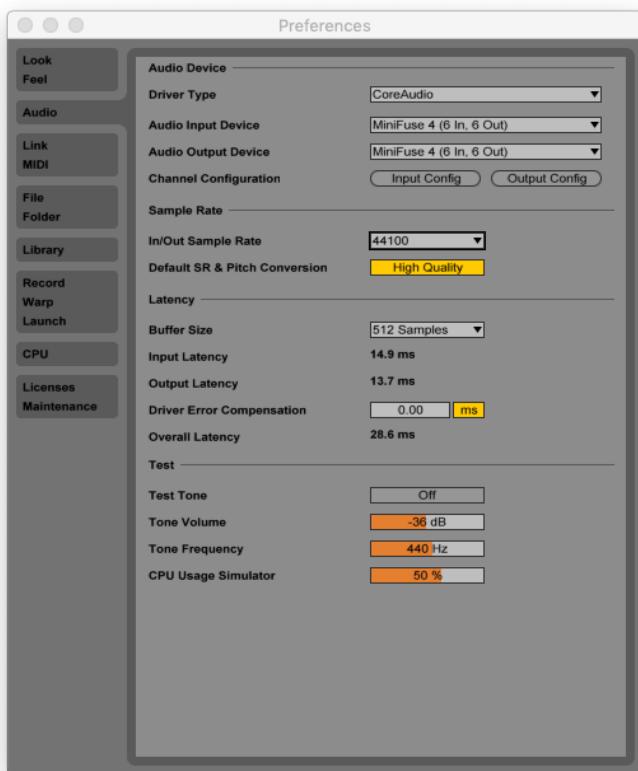 Preferences
Look
Feel
Audio
Link
MIDI
File
Folder
Library
Record
Warp
Launch
CPU
Licenses
Maintenance
Audio Device
Driver Type CoreAudio
Audio Input Device MiniFuse 4 (6 In, 6 Out)
Audio Output Device MiniFuse 4 (6 In, 6 Out)
Channel Configuration Input Config Output Config
Sample Rate
In/Out Sample Rate 44100
Default SR & Pitch Conversion High Quality
Latency
Buffer Size 512 Samples
Input Latency 14.9 ms
Output Latency 13.7 ms
Driver Error Compensation 0.00 ms
Overall Latency 28.6 ms
Test
Test Tone Off
Tone Volume -36 dB
Tone Frequency 440 Hz
CPU Usage Simulator 50 %